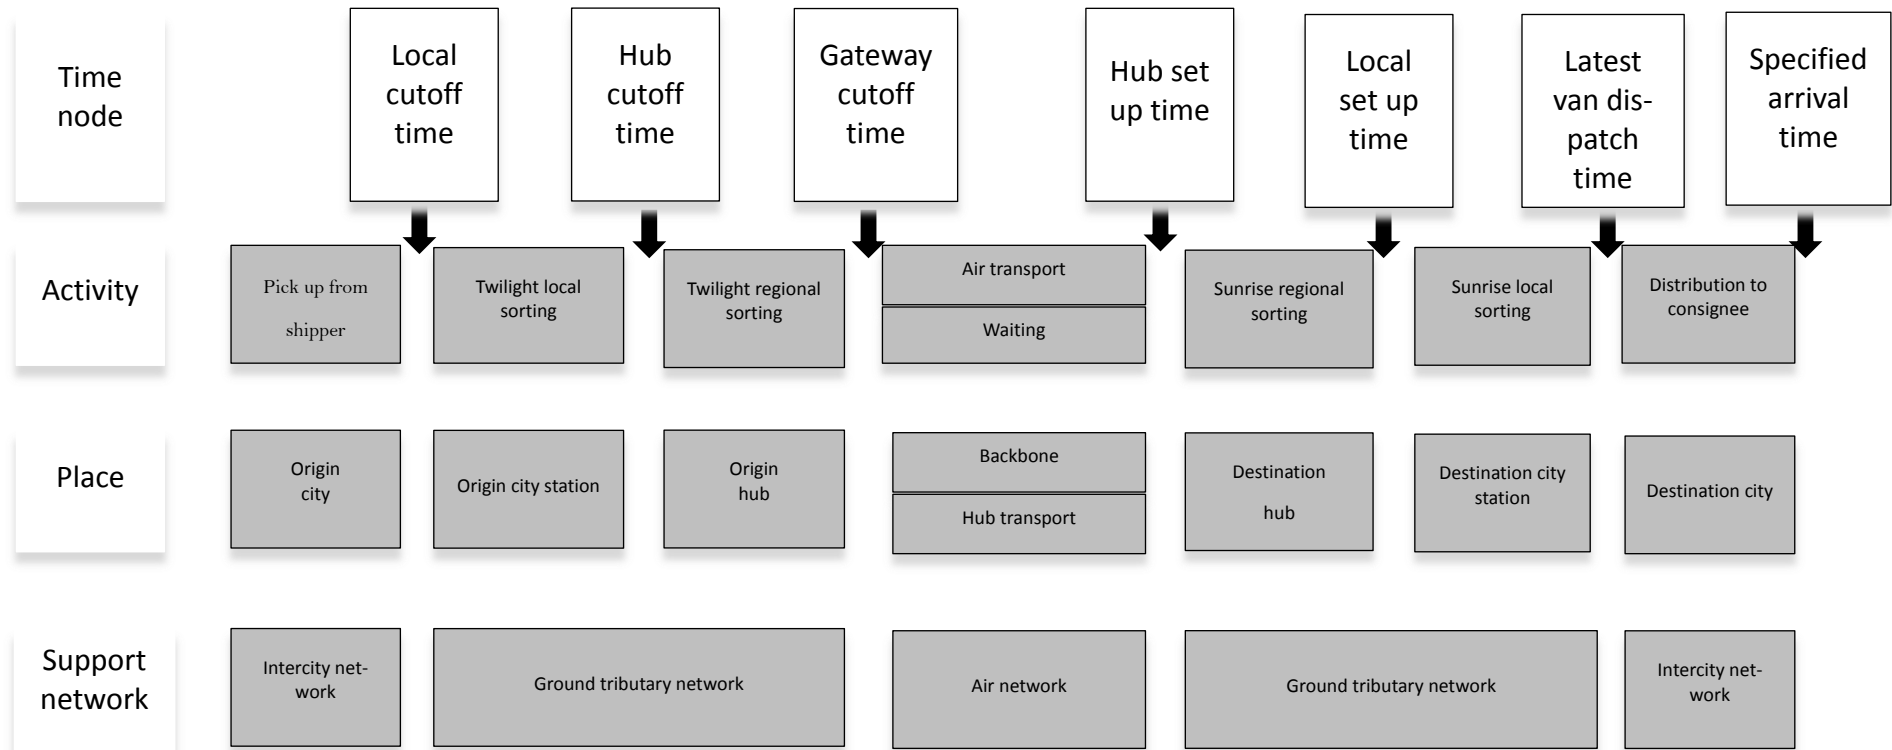 Time
node
Local
cutoff
time
Hub
cutoff
time
Gateway
cutoff
time
Hub set
up time
Local
set up
time
Latest
van dis-
patch
time
Specified
arrival
time
Activity
Pick up from
shipper
Twilight local
sorting
Twilight regional
sorting
Air transport
Waiting
Sunrise regional
sorting
Sunrise local
sorting
Distribution to
consignee
Place
Origin
city
Origin city station
Origin
hub
Backbone
Hub transport
Destination
hub
Destination city
station
Destination city
Support
network
Intercity net-
work
Ground tributary network
Air network
Ground tributary network
Intercity net-
work